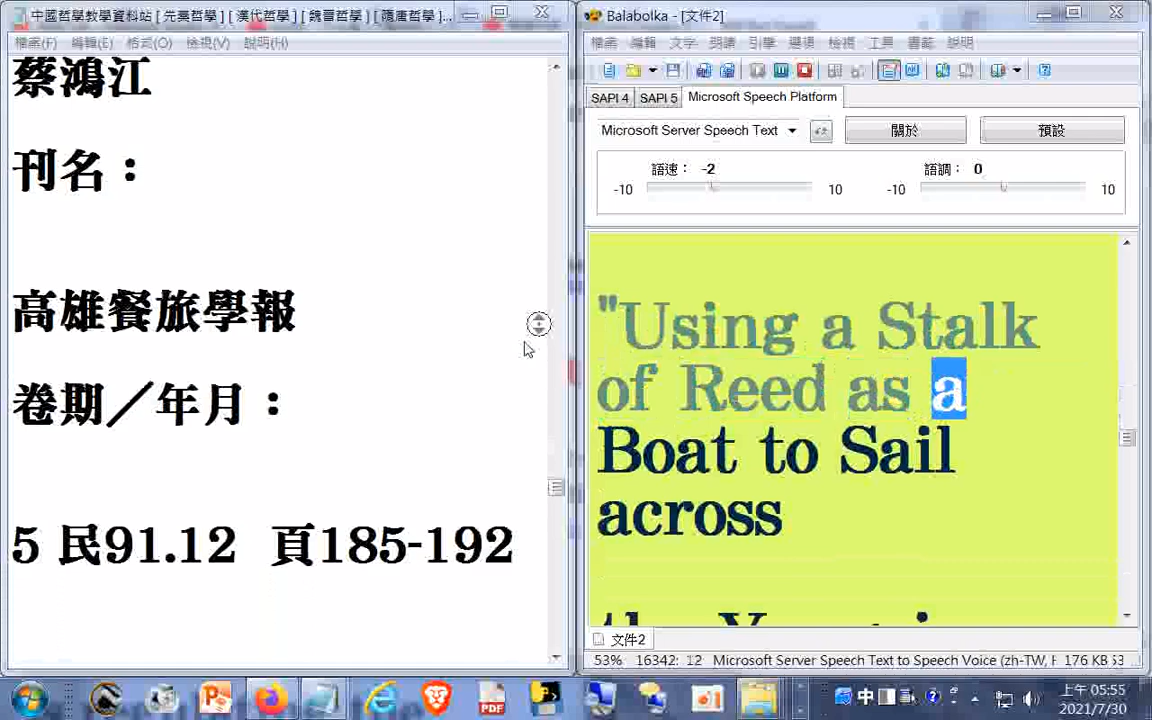 中國哲學教學資料站 [ 先秦哲學 ] [ 漢代哲學 ] [ 魏晉哲學 ] [ 隋唐哲學 ]...
檔案(F) 編輯(E) 格式(O) 檢視(V) 說明(H)
蔡鴻江
刊名：
高雄餐旅學報
卷期／年月：
5 民91.12 頁185-192
Balabolka - [文件2]
檔案 編輯 文字 朗讀 引擎 選項 檢視 工具 書籤 說明
SAPI 4 SAPI 5 Microsoft Speech Platform
Microsoft Server Speech Text 關於 預設
語速： -2 語調： 0
-10 10 -10 10
"Using a Stalk
of Reed as a
Boat to Sail
across
文件2
53% 16342: 12 Microsoft Server Speech Text to Speech Voice (zh-TW, 176 KB
中
上午 05:55
2021/7/30